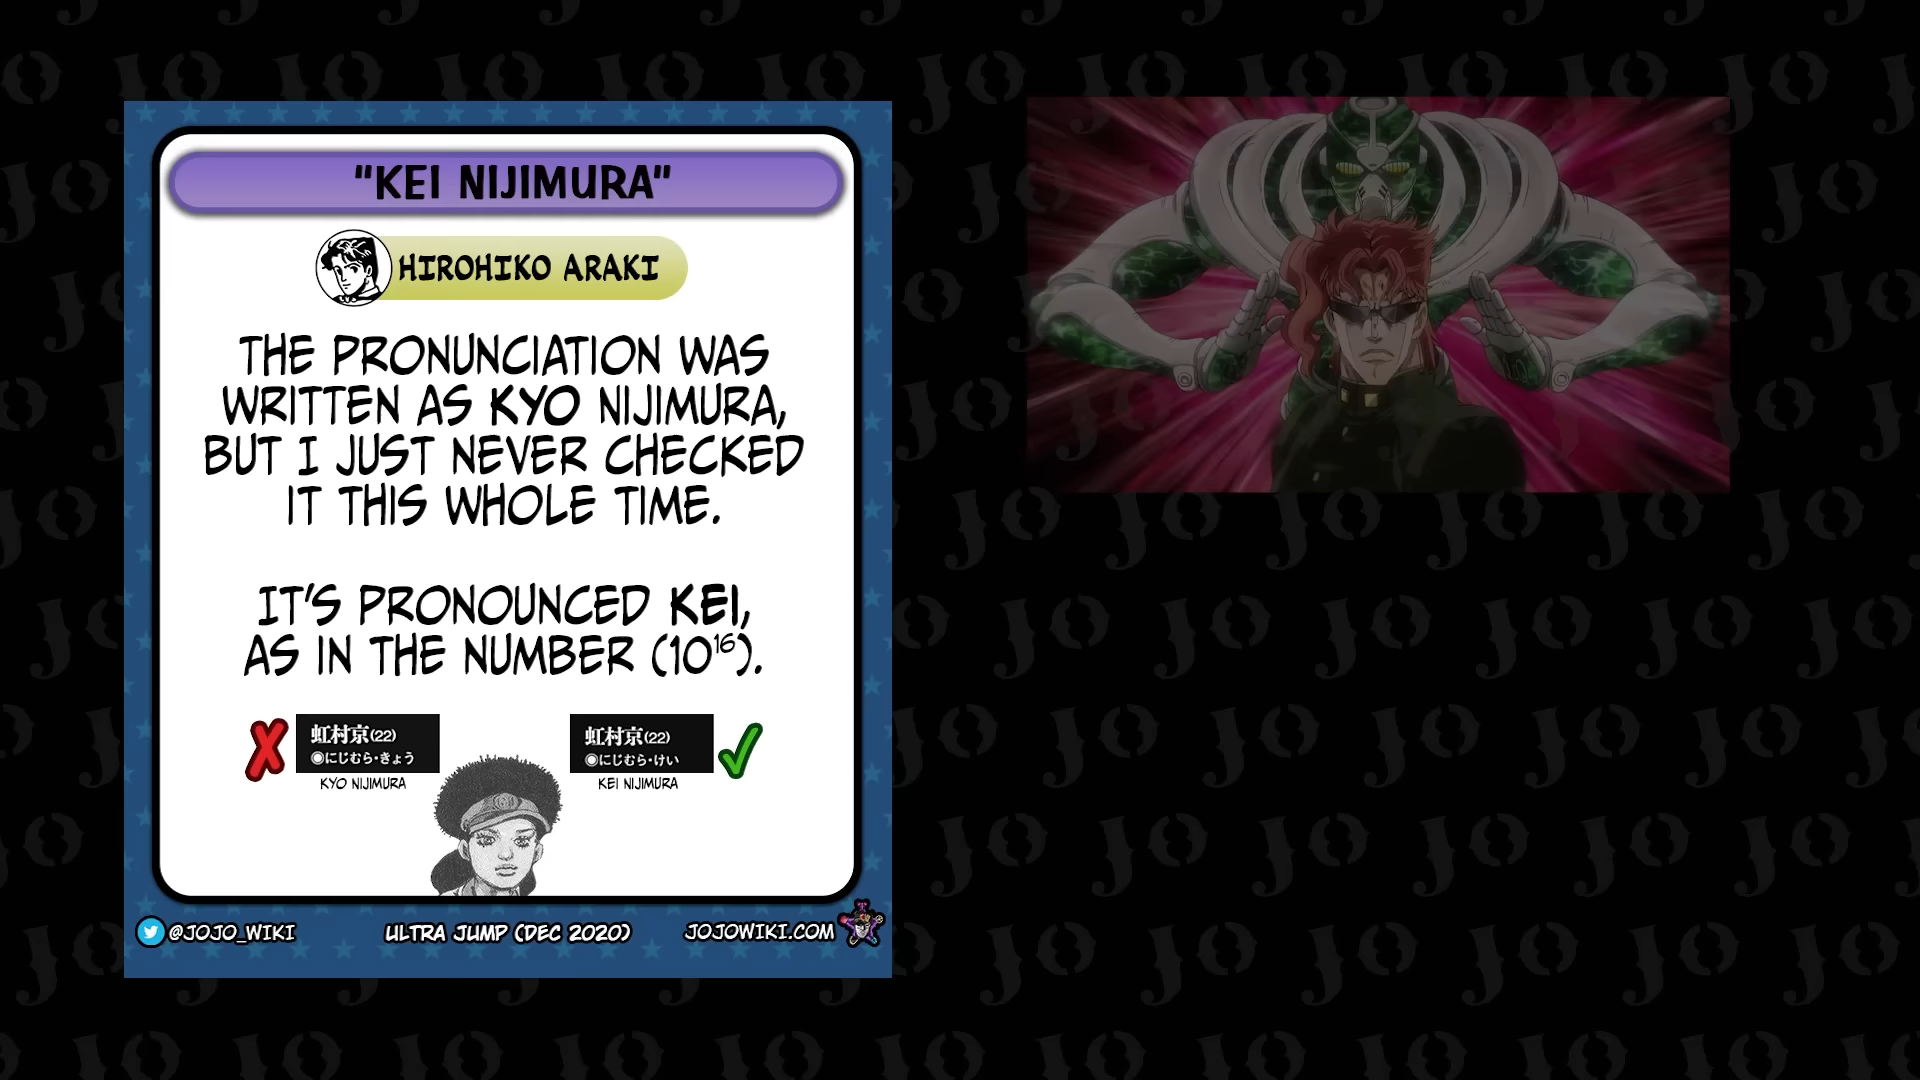 "KEI NIJIMURA"
HIROHIKO ARAKI
THE PRONUNCIATION WAS
WRITTEN AS KYO NIJIMURA,
BUT I JUST NEVER CHECKED
IT THIS WHOLE TIME.
IT'S PRONOUNCED KEI,
AS IN THE NUMBER (10¹⁶).
虹村京(22)
◉にじむら・きょう
KYO NIJIMURA
虹村京(22)
◉にじむら・けい
KEI NIJIMURA
@JOJO_WIKI
ULTRA JUMP (DEC 2020)
JOJOWIKI.COM